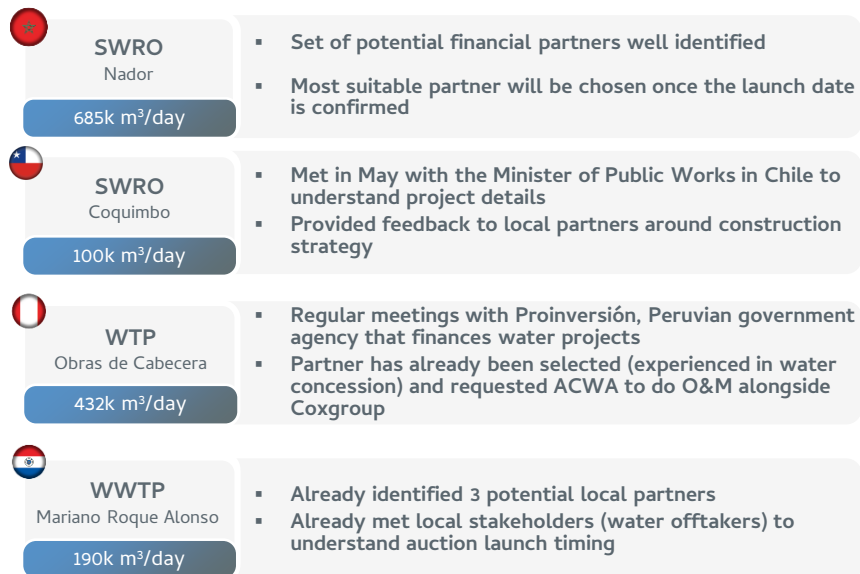 SWRO
Nador
685k m³/day
▪ Set of potential financial partners well identified
▪ Most suitable partner will be chosen once the launch date
is confirmed
SWRO
Coquimbo
100k m³/day
▪ Met in May with the Minister of Public Works in Chile to
understand project details
▪ Provided feedback to local partners around construction
strategy
WTP
Obras de Cabecera
432k m³/day
▪ Regular meetings with Proinversión, Peruvian government
agency that finances water projects
▪ Partner has already been selected (experienced in water
concession) and requested ACWA to do O&M alongside
Coxgroup
WWTP
Mariano Roque Alonso
190k m³/day
▪ Already identified 3 potential local partners
▪ Already met local stakeholders (water offtakers) to
understand auction launch timing